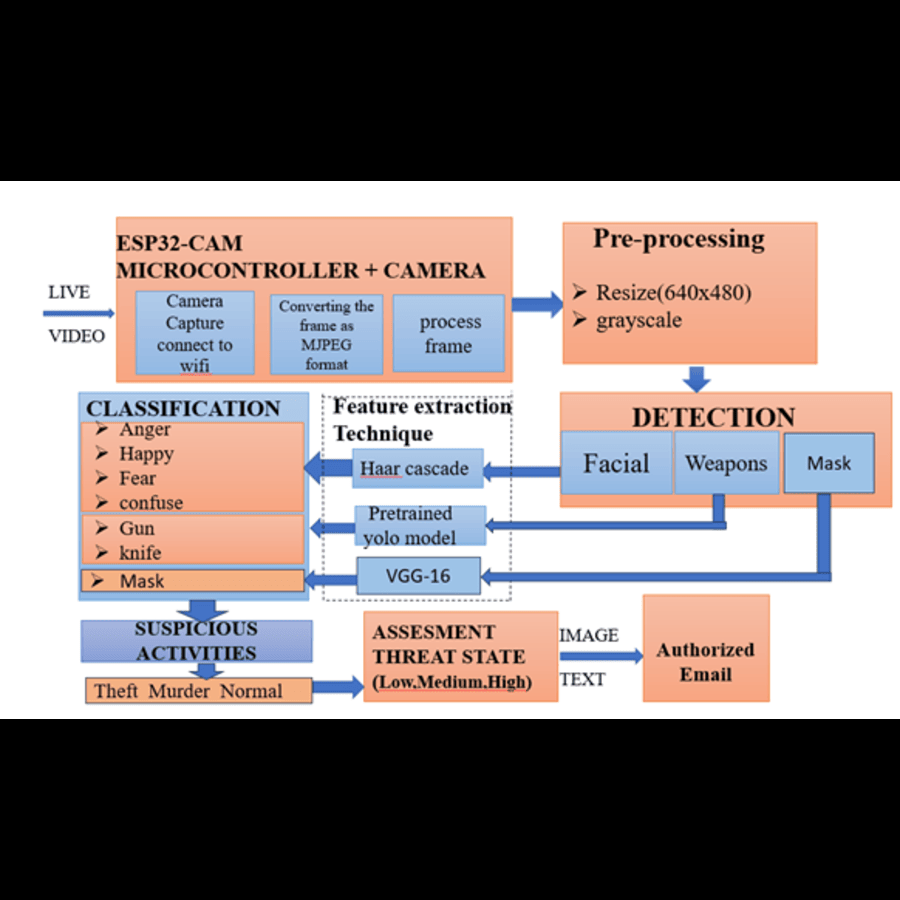 LIVE
VIDEO
ESP32-CAM
MICROCONTROLLER + CAMERA
Camera
Capture
connect to
wifi
Converting the
frame as
MJPEG
format
process
frame
Pre-processing
➢ Resize(640x480)
➢ grayscale
DETECTION
Facial
Weapons
Mask
Feature extraction
Technique
Haar cascade
Pretrained
yolo model
VGG-16
CLASSIFICATION
➢ Anger
➢ Happy
➢ Fear
➢ confuse
➢ Gun
➢ knife
➢ Mask
SUSPICIOUS
ACTIVITIES
Theft Murder Normal
ASSESMENT
THREAT STATE
(Low,Medium,High)
IMAGE
TEXT
Authorized
Email